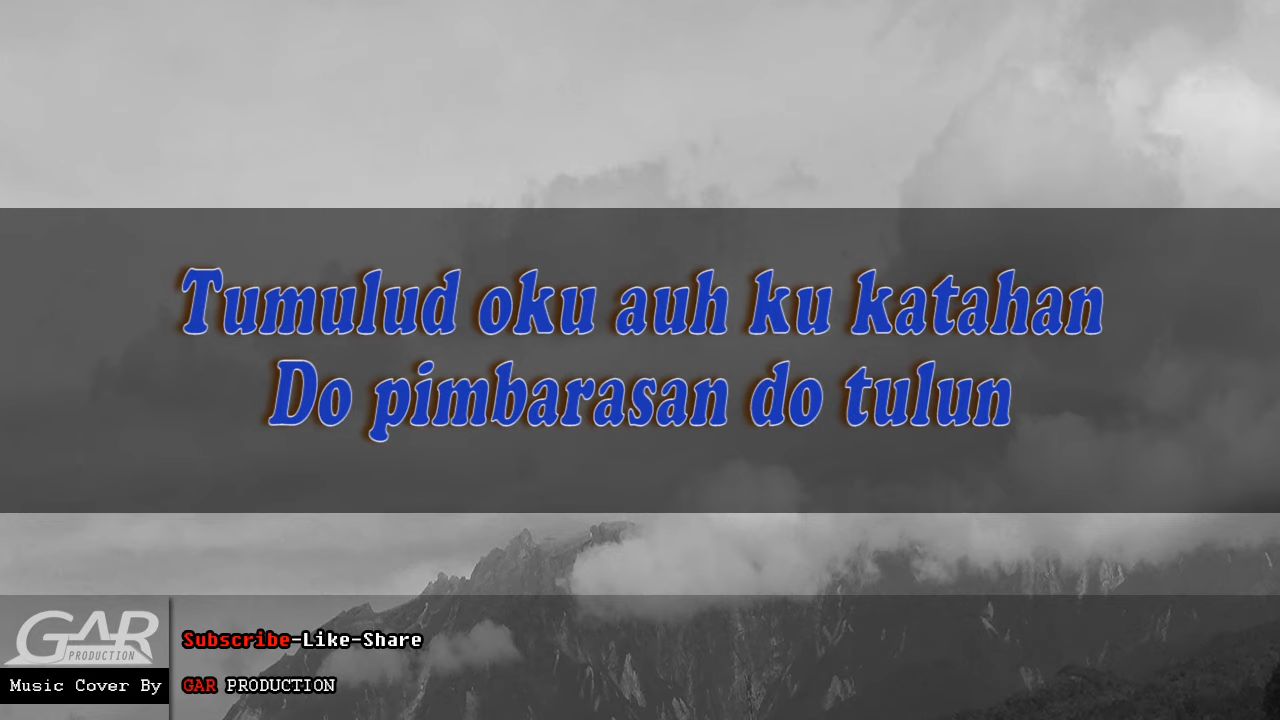 Tumulud oku auh ku katahan
Do pimbarasan do tulun
GAR
PRODUCTION
Music Cover By
Subscribe-Like-Share
GAR PRODUCTION